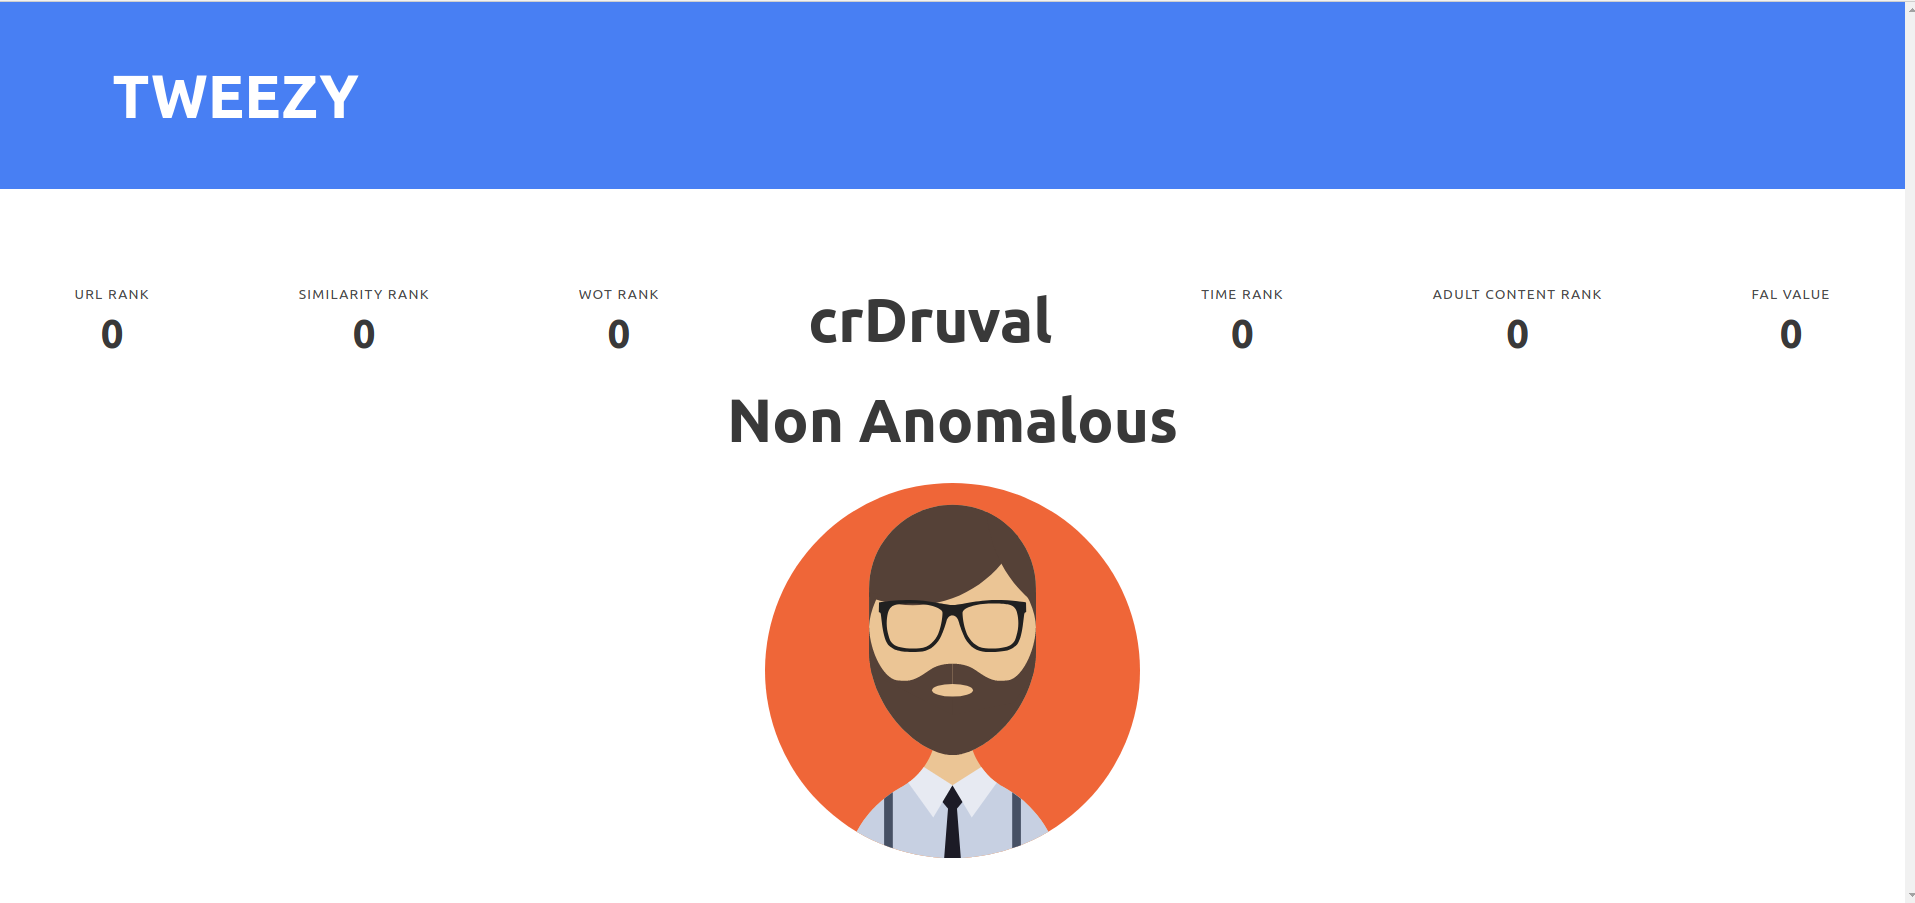 TWEEZY
URL RANK
0
SIMILARITY RANK
0
WOT RANK
0
crDruval
TIME RANK
0
ADULT CONTENT RANK
0
FAL VALUE
0
Non Anomalous